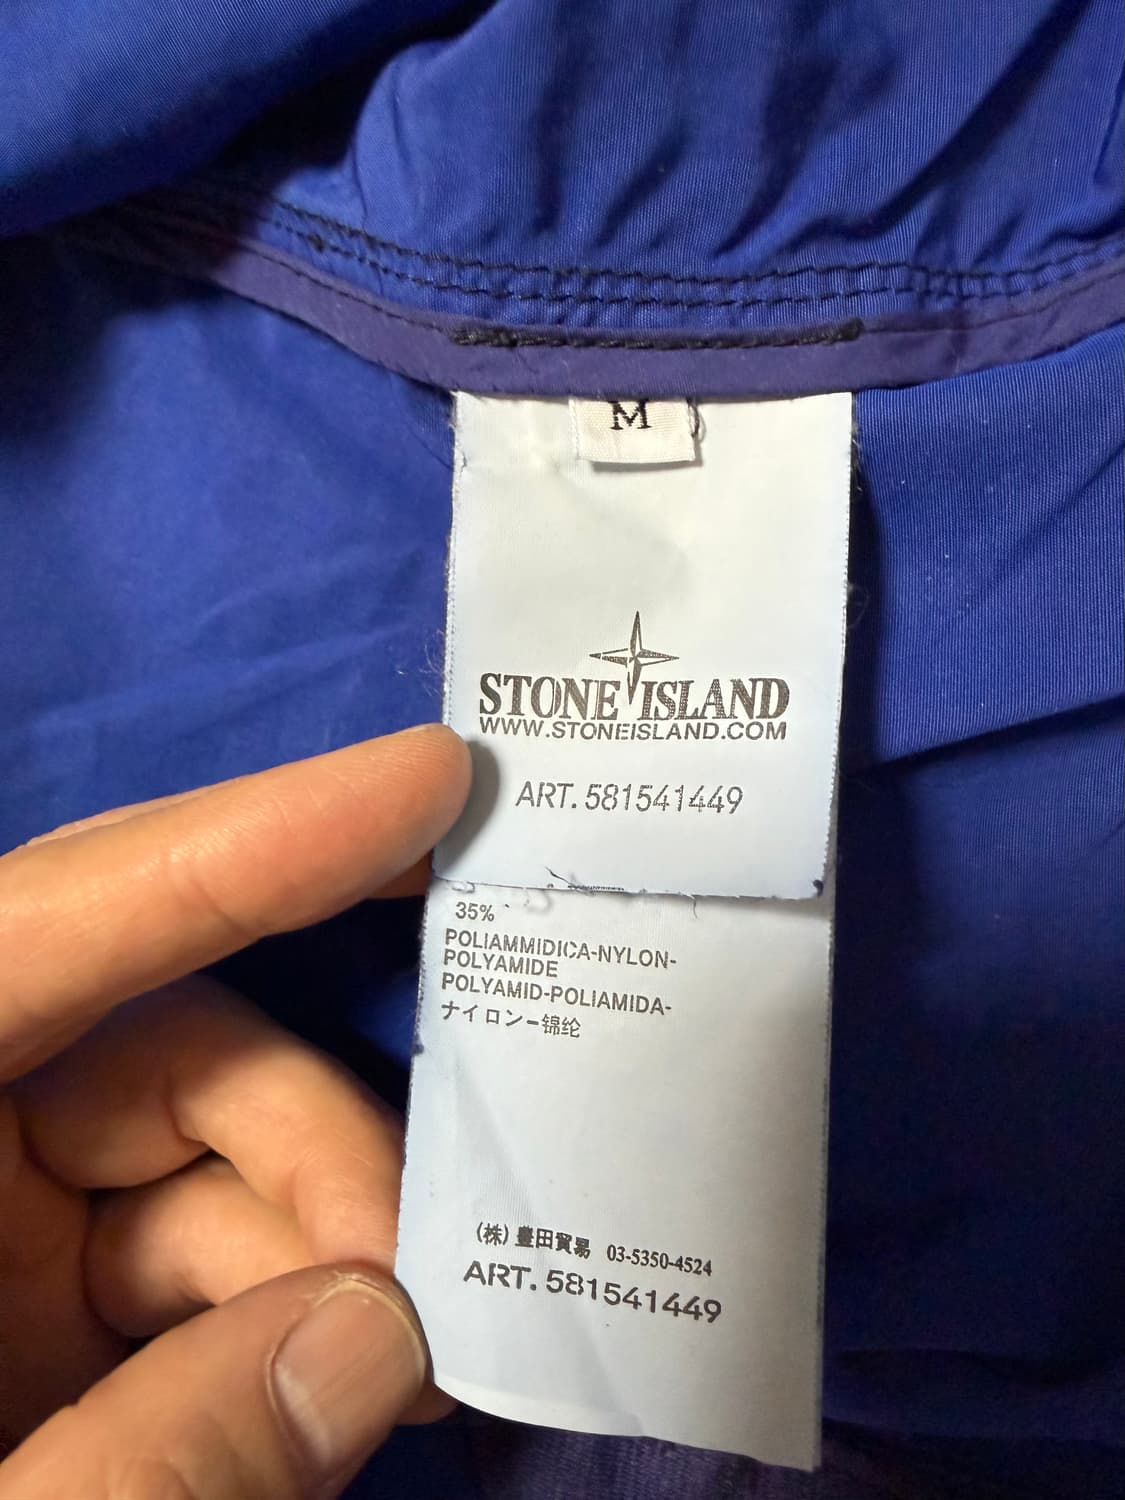 M
STONE ISLAND
WWW.STONEISLAND.COM
ART. 581541449
35%
POLIAMMIDICA-NYLON-
POLYAMIDE
POLYAMID-POLIAMIDA-
ナイロン-锦纶
(株) 豊田貿易 03-5350-4524
ART. 581541449